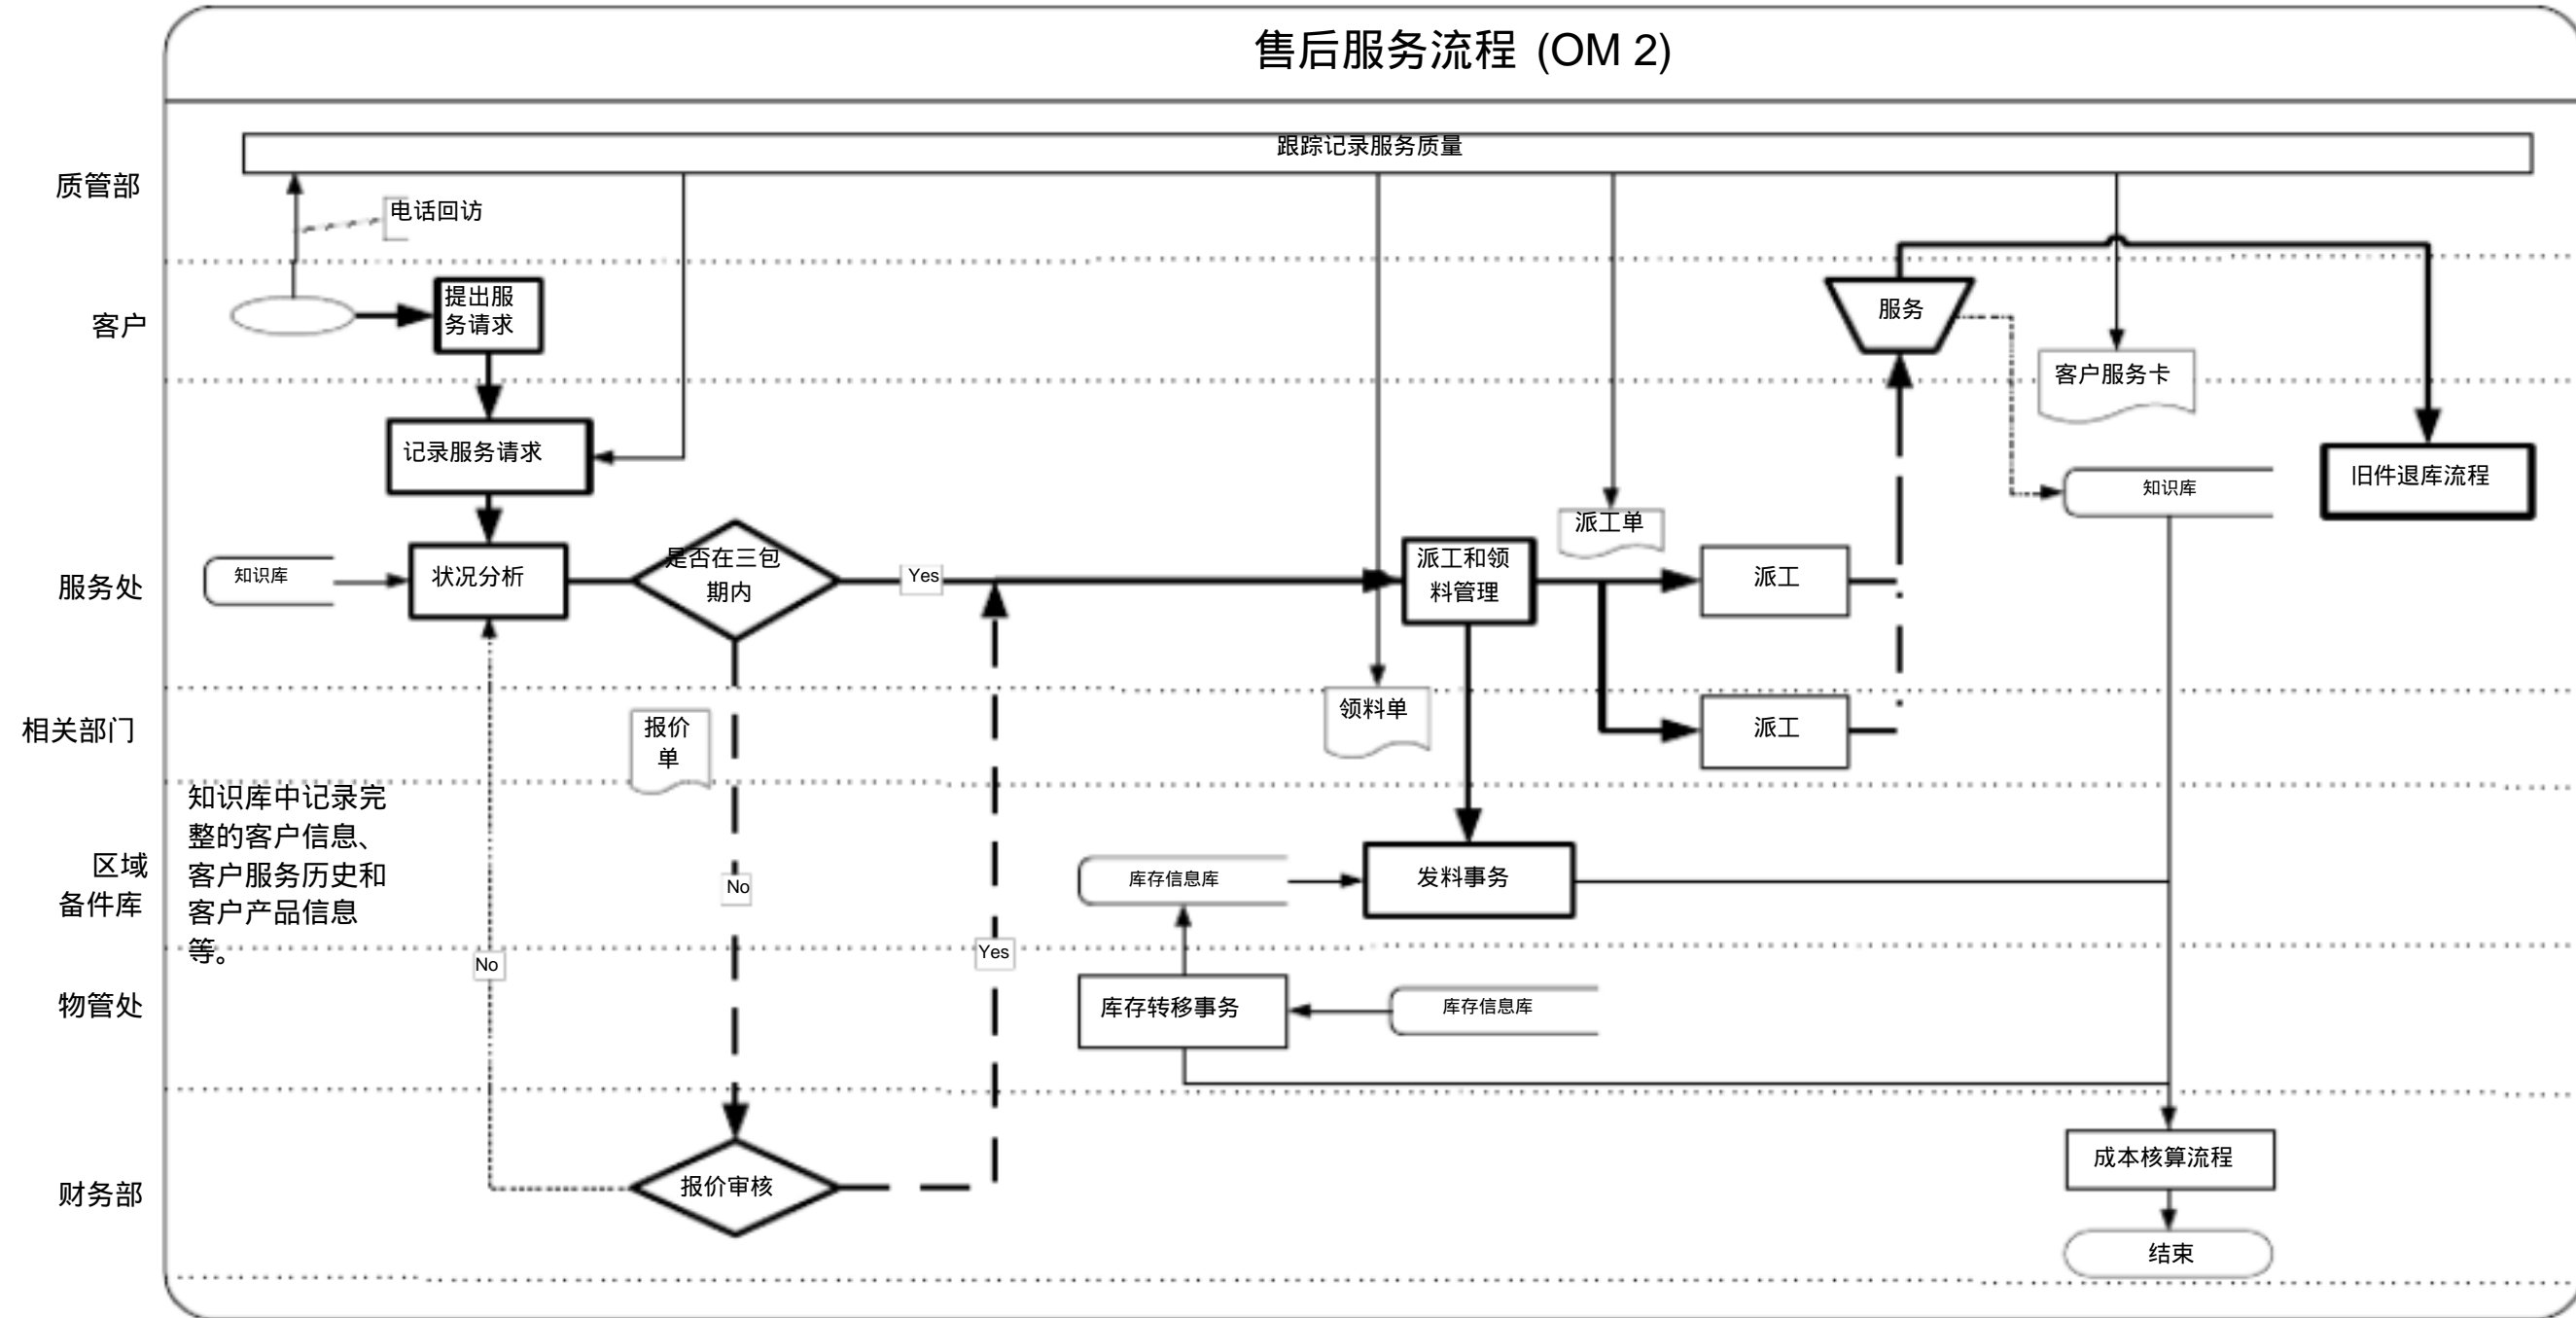 售后服务流程 (OM 2)
跟踪记录服务质量
质管部
电话回访
客户
提出服
务请求
服务
客户服务卡
记录服务请求
知识库
旧件退库流程
服务处
知识库
状况分析
是否在三包
期内
Yes
派工和领
料管理
派工单
派工
相关部门
报价
单
领料单
派工
知识库中记录完
整的客户信息、
客户服务历史和
客户产品信息
等。
区域
备件库
No
库存信息库
发料事务
No
Yes
物管处
库存转移事务
库存信息库
财务部
报价审核
成本核算流程
结束